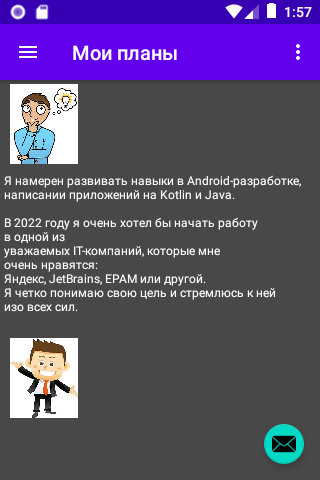 1:57
Мои планы
Я намерен развивать навыки в Android-разработке,
написании приложений на Kotlin и Java.
В 2022 году я очень хотел бы начать работу
в одной из
уважаемых IT-компаний, которые мне
очень нравятся:
Яндекс, JetBrains, EPAM или другой.
Я четко понимаю свою цель и стремлюсь к ней
изо всех сил.